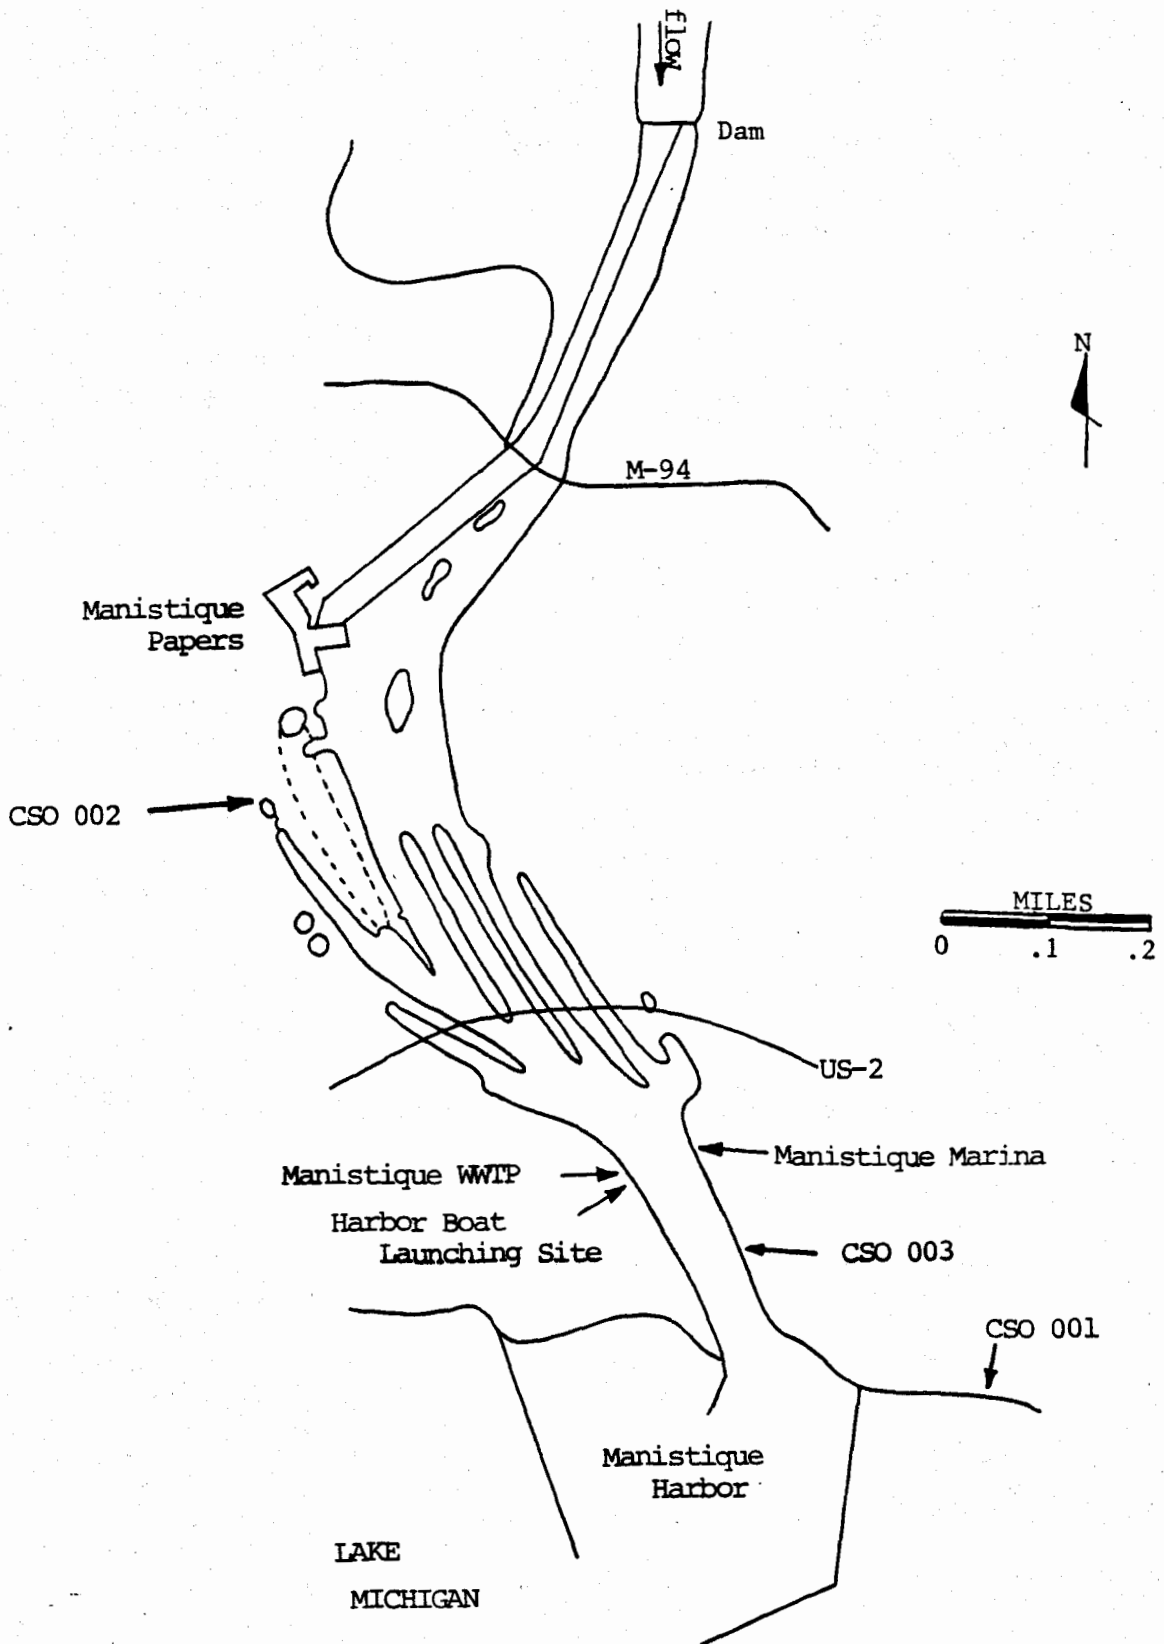 flow
Dam
N
M-94
Manistique
Papers
CSO 002
MILES
0 .1 .2
US-2
Manistique Marina
Manistique WWTP
Harbor Boat
Launching Site
CSO 003
CSO 001
Manistique
Harbor
LAKE
MICHIGAN